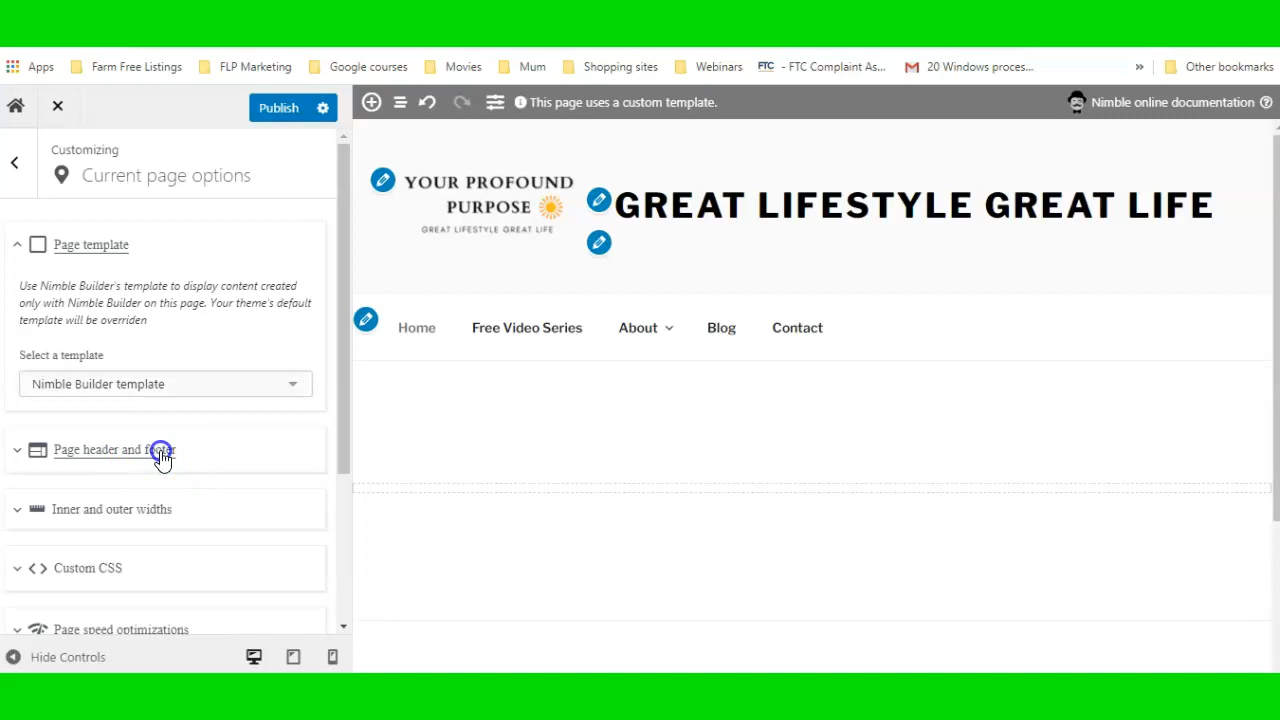 Apps Farm Free Listings FLP Marketing Google courses Movies Mum Shopping sites Webinars FTC - FTC Complaint As... 20 Windows proces... » Other bookmarks
Publish
This page uses a custom template.
Nimble online documentation
Customizing
Current page options
YOUR PROFOUND
PURPOSE
GREAT LIFESTYLE GREAT LIFE
GREAT LIFESTYLE GREAT LIFE
Home Free Video Series About Blog Contact
Page template
Use Nimble Builder's template to display content created
only with Nimble Builder on this page. Your theme's default
template will be overriden
Select a template
Nimble Builder template
Page header and footer
Inner and outer widths
Custom CSS
Page speed optimizations
Hide Controls